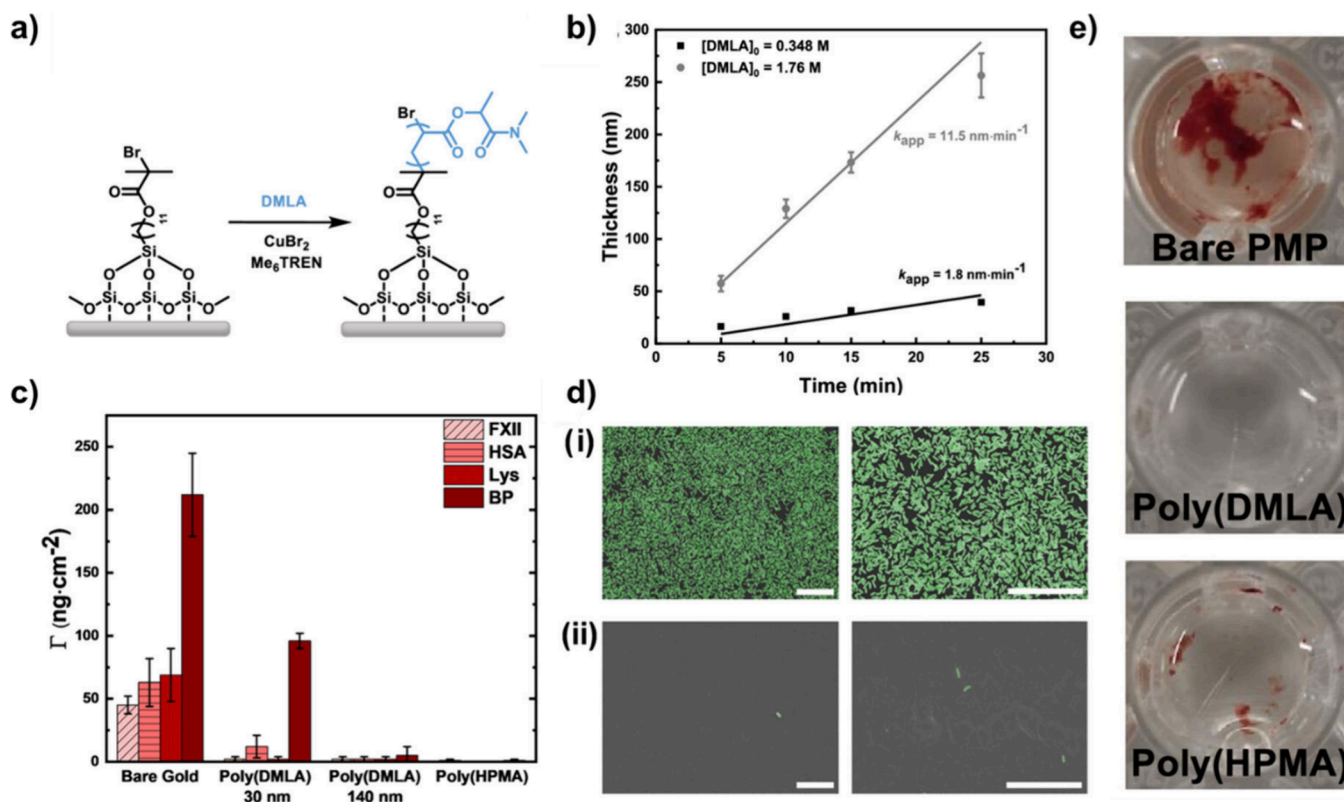 a)
Br
O
O
11
Si
O
O
O
Si
Si
Si
O
O
O
O
DMLA
CuBr₂
Me₆TREN
Br
O
N
O
O
O
O
11
Si
O
O
O
Si
Si
Si
O
O
O
O
b)
300
250
200
150
100
50
0
Thickness (nm)
[DMLA]₀ = 0.348 M
[DMLA]₀ = 1.76 M
kapp = 11.5 nm·min⁻¹
kapp = 1.8 nm·min⁻¹
0 5 10 15 20 25 30
Time (min)
c)
250
200
150
100
50
0
Γ (ng·cm⁻²)
FXII
HSA
Lys
BP
Bare Gold Poly(DMLA) Poly(DMLA) Poly(HPMA)
30 nm 140 nm
d)
(i)
(ii)
e)
Bare PMP
Poly(DMLA)
Poly(HPMA)